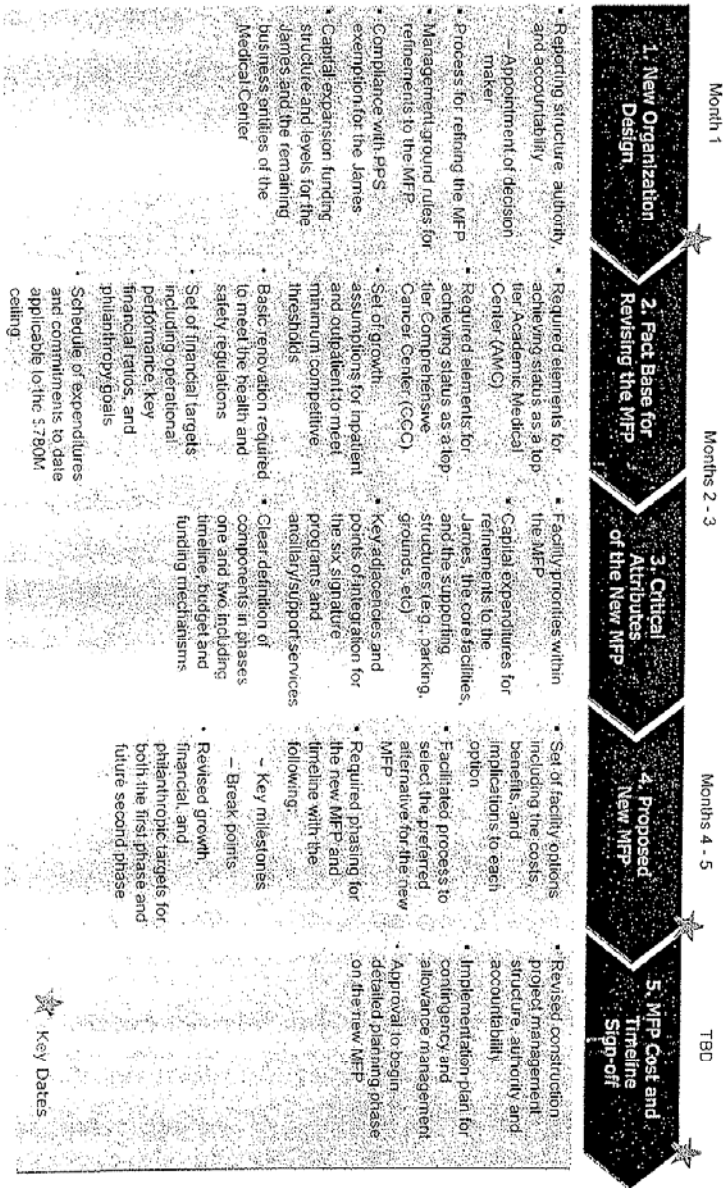 Month 1
Months 2 - 3
Months 4 - 5
TBD
1. New Organization
Design
2. Fact Base for
Revising the MFP
3. Critical
Attributes
of the New MFP
4. Proposed
New MFP
5. MFP Cost and
Timeline
Sign-off
• Reporting structure, authority,
and accountability
– Appointment of decision
maker
• Process for refining the MFP
• Management ground rules for
refinements to the MFP
• Compliance with PPS
exemption for the James
• Capital expansion funding
structure and levels for the
James and the remaining
business entities of the
Medical Center
• Required elements for
achieving status as a top
tier Academic Medical
Center (AMC)
• Required elements for
achieving status as a top
tier Comprehensive
Cancer Center (CCC)
• Set of growth
assumptions for inpatient
and outpatient to meet
minimum competitive
thresholds
• Basic renovation required
to meet the health and
safety regulations
• Set of financial targets
including operational
performance, key
financial ratios, and
philanthropy goals
• Schedule of expenditures
and commitments to date
applicable to the $780M
ceiling
• Facility priorities within
the MFP
• Capital expenditures for
refinements to the
James, the core facilities,
and the supporting
structures (e.g., parking,
grounds, etc)
• Key adjacencies and
points of integration for
the six signature
programs and
ancillary/support services
• Clear definition of
components in phases
one and two, including
timeline, budget and
funding mechanisms
• Set of facility options
including the costs,
benefits, and
implications to each
option
• Facilitated process to
select the preferred
alternative for the new
MFP
• Required phasing for
the new MFP and
timeline with the
following:
– Key milestones
– Break points
• Revised growth,
financial, and
philanthropic targets for
both the first phase and
future second phase
• Revised construction
project management
structure, authority and
accountability
• Implementation plan for
contingency and
allowance management
• Approval to begin
detailed planning phase
on the new MFP
Key Dates